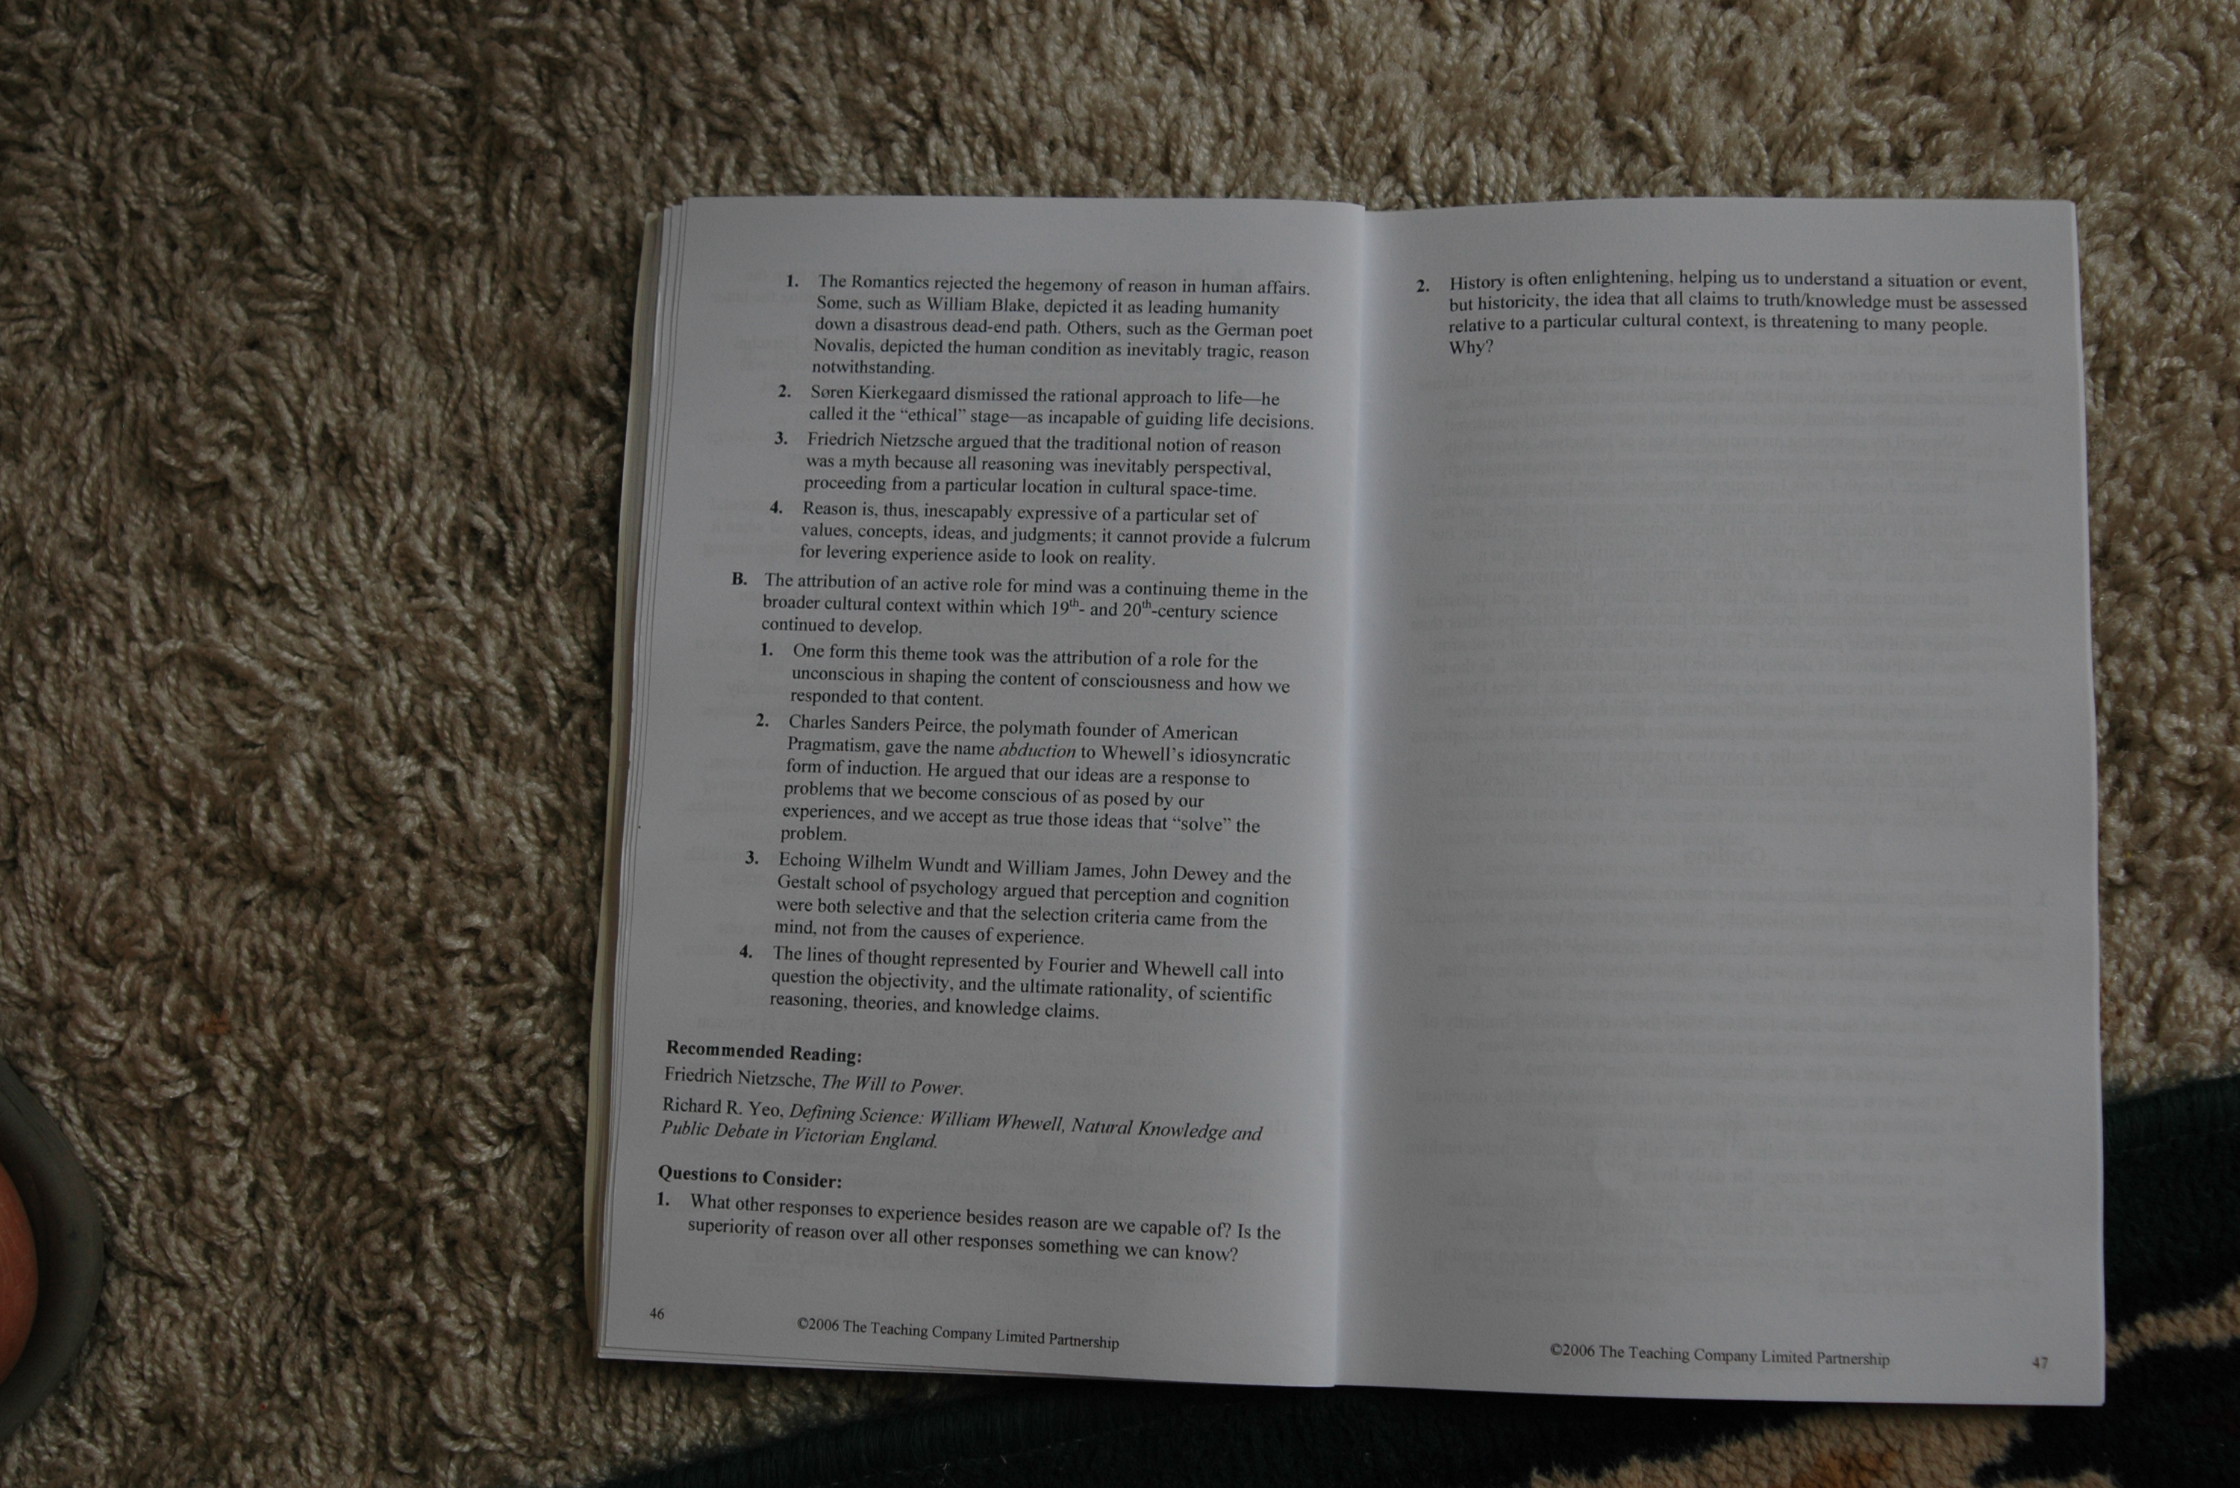 1. The Romantics rejected the hegemony of reason in human affairs.
Some, such as William Blake, depicted it as leading humanity
down a disastrous dead-end path. Others, such as the German poet
Novalis, depicted the human condition as inevitably tragic, reason
notwithstanding.
2. Søren Kierkegaard dismissed the rational approach to life—he
called it the “ethical” stage—as incapable of guiding life decisions.
3. Friedrich Nietzsche argued that the traditional notion of reason
was a myth because all reasoning was inevitably perspectival,
proceeding from a particular location in cultural space-time.
4. Reason is, thus, inescapably expressive of a particular set of
values, concepts, ideas, and judgments; it cannot provide a fulcrum
for levering experience aside to look on reality.
B. The attribution of an active role for mind was a continuing theme in the
broader cultural context within which 19th- and 20th-century science
continued to develop.
1. One form this theme took was the attribution of a role for the
unconscious in shaping the content of consciousness and how we
responded to that content.
2. Charles Sanders Peirce, the polymath founder of American
Pragmatism, gave the name abduction to Whewell’s idiosyncratic
form of induction. He argued that our ideas are a response to
problems that we become conscious of as posed by our
experiences, and we accept as true those ideas that “solve” the
problem.
3. Echoing Wilhelm Wundt and William James, John Dewey and the
Gestalt school of psychology argued that perception and cognition
were both selective and that the selection criteria came from the
mind, not from the causes of experience.
4. The lines of thought represented by Fourier and Whewell call into
question the objectivity, and the ultimate rationality, of scientific
reasoning, theories, and knowledge claims.
Recommended Reading:
Friedrich Nietzsche, The Will to Power.
Richard R. Yeo, Defining Science: William Whewell, Natural Knowledge and
Public Debate in Victorian England.
Questions to Consider:
1. What other responses to experience besides reason are we capable of? Is the
superiority of reason over all other responses something we can know?
46 ©2006 The Teaching Company Limited Partnership
2. History is often enlightening, helping us to understand a situation or event,
but historicity, the idea that all claims to truth/knowledge must be assessed
relative to a particular cultural context, is threatening to many people.
Why?
©2006 The Teaching Company Limited Partnership 47